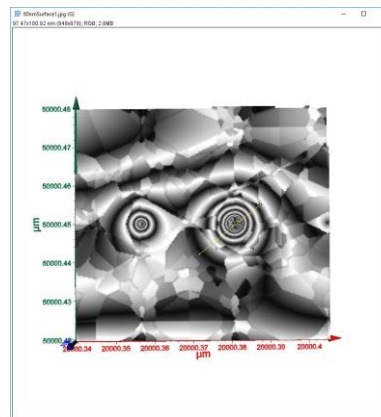 60nmSurface1.jpg (G)
97.47x100.92 nm (848x878); RGB; 2.8MB
50000.48
50000.47
50000.46
50000.45
50000.44
50000.43
50000.42
µm
20000.34 20000.35 20000.36 20000.37 20000.38 20000.39 20000.4
µm